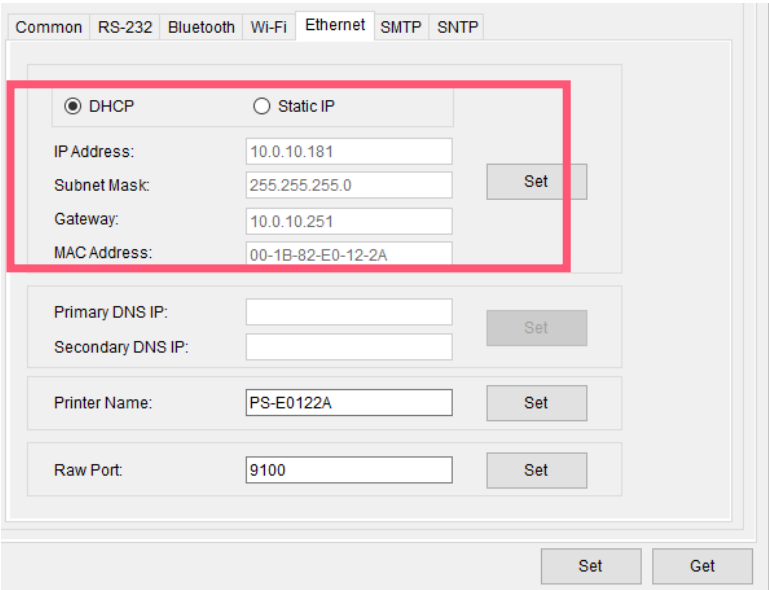 Common RS-232 Bluetooth Wi-Fi Ethernet SMTP SNTP
DHCP Static IP
IP Address: 10.0.10.181
Subnet Mask: 255.255.255.0 Set
Gateway: 10.0.10.251
MAC Address: 00-1B-82-E0-12-2A
Primary DNS IP:
Set
Secondary DNS IP:
Printer Name: PS-E0122A Set
Raw Port: 9100 Set
Set Get